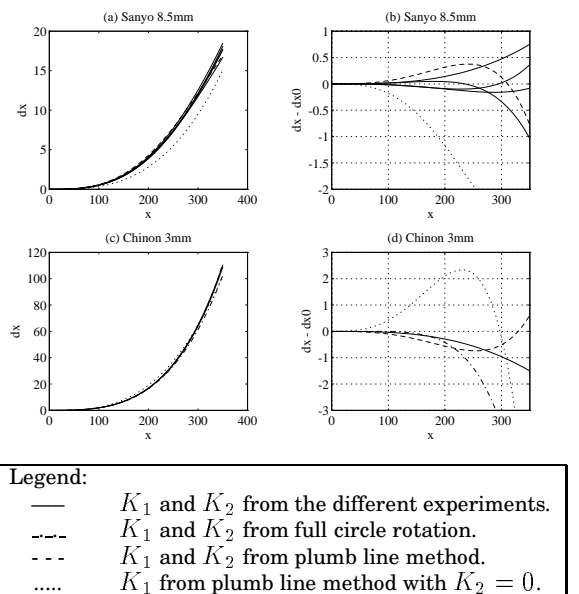 (a) Sanyo 8.5mm
20
15
10
5
0
0 100 200 300 400
dx
x
(b) Sanyo 8.5mm
1
0.5
0
-0.5
-1
-1.5
-2
0 100 200 300
dx - dx0
x
(c) Chinon 3mm
120
100
80
60
40
20
0
0 100 200 300 400
dx
x
(d) Chinon 3mm
3
2
1
0
-1
-2
-3
0 100 200 300
dx - dx0
x
Legend:
K₁ and K₂ from the different experiments.
K₁ and K₂ from full circle rotation.
K₁ and K₂ from plumb line method.
K₁ from plumb line method with K₂ = 0.